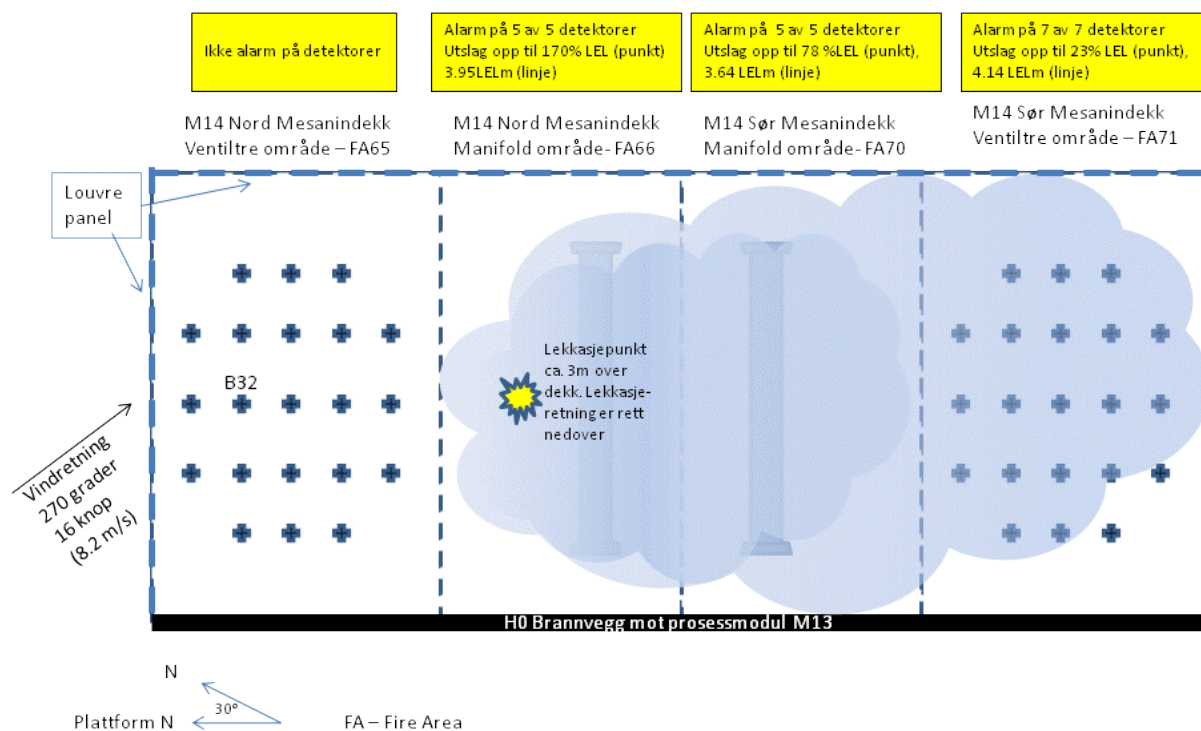 Ikke alarm på detektorer
Alarm på 5 av 5 detektorer
Utslag opp til 170% LEL (punkt)
3.95LELm (linje)
Alarm på 5 av 5 detektorer
Utslag opp til 78 %LEL (punkt),
3.64 LELm (linje)
Alarm på 7 av 7 detektorer
Utslag opp til 23% LEL (punkt),
4.14 LELm (linje)
M14 Nord Mesanindekk
Ventiltre område – FA65
M14 Nord Mesanindekk
Manifold område- FA66
M14 Sør Mesanindekk
Manifold område- FA70
M14 Sør Mesanindekk
Ventiltre område – FA71
Louvre
panel
B32
Lekkasjepunkt
ca. 3m over
dekk. Lekkasje-
retning er rett
nedover
Vindretning
270 grader
16 knop
(8.2 m/s)
H0 Brannvegg mot prosessmodul M13
N
30°
Plattform N
FA – Fire Area